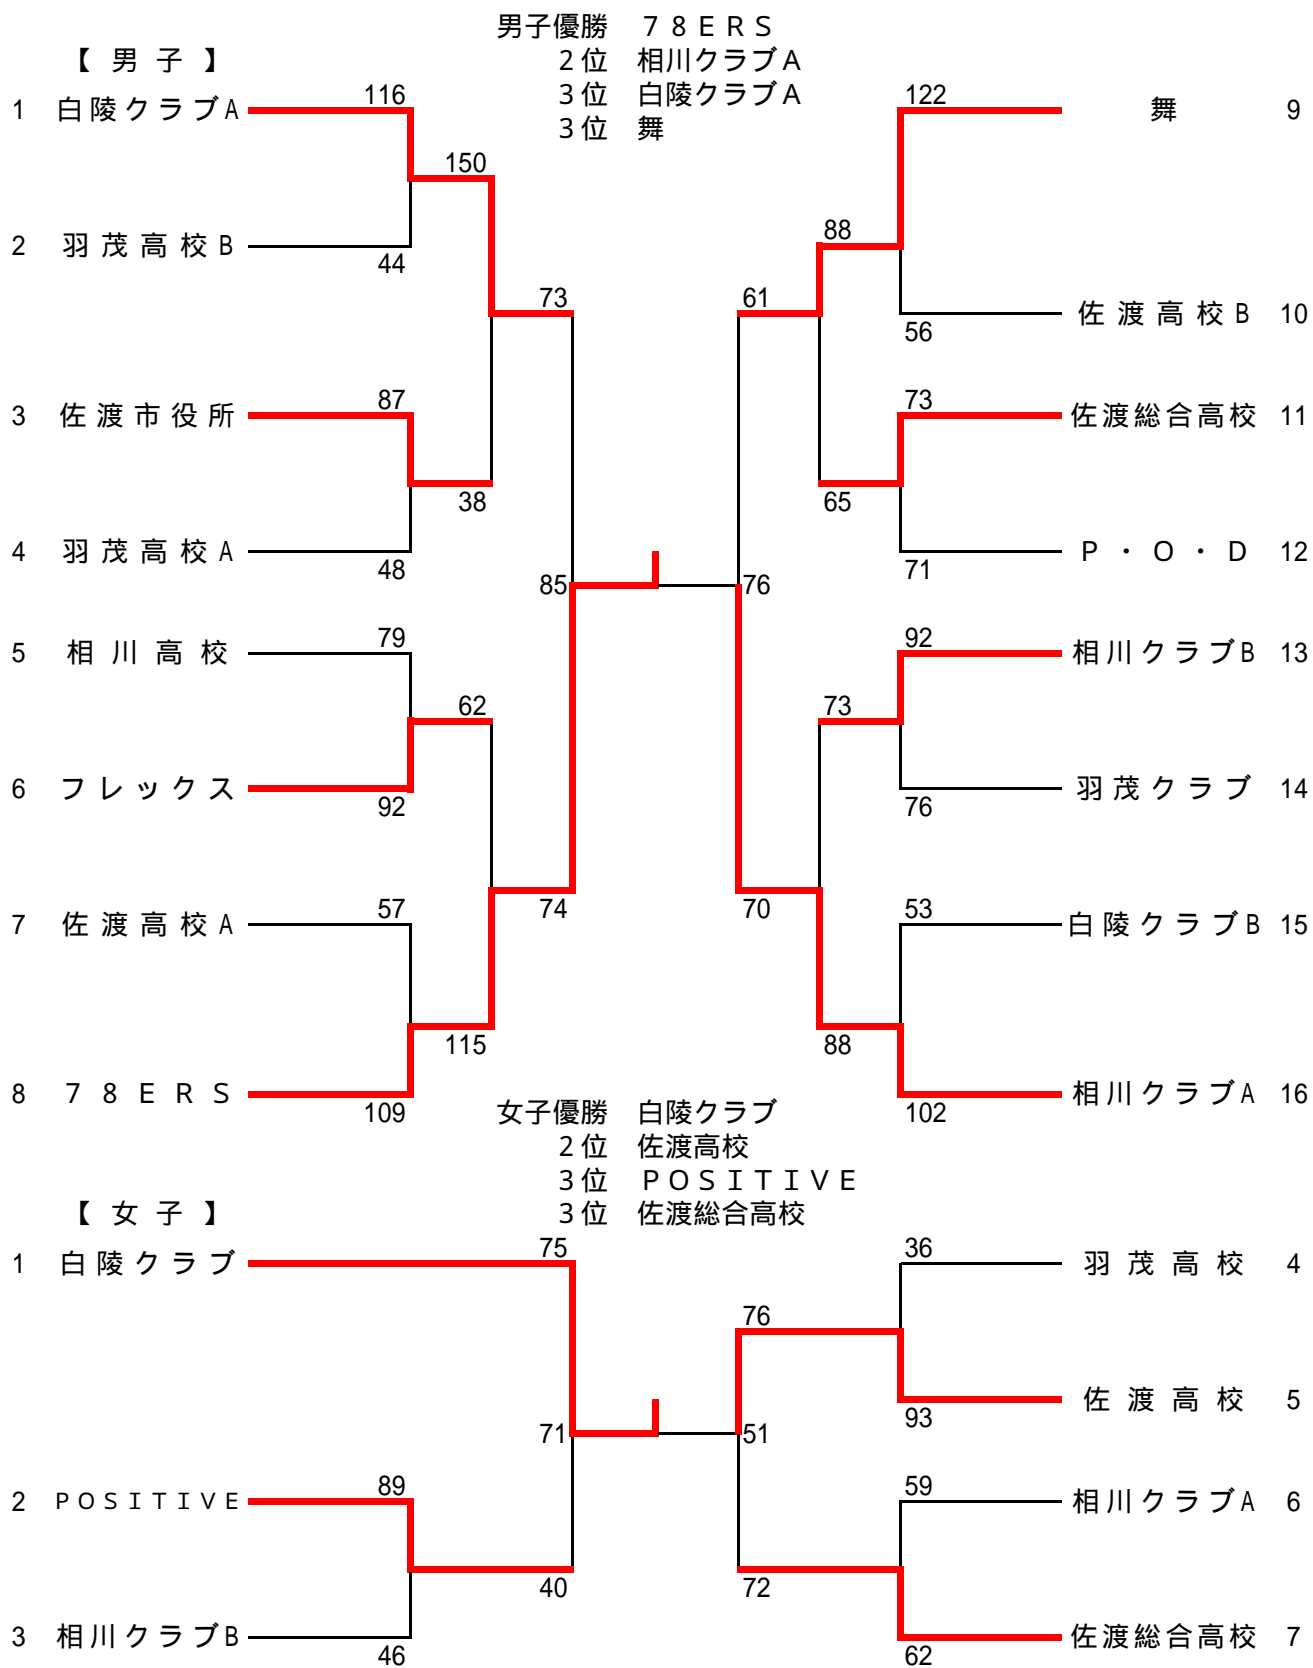 男子優勝 ７８ＥＲＳ
【 男 子 】
２位 相川クラブA
３位 白陵クラブA
３位 舞
1 白陵クラブA 116
122 舞 9
150
2 羽茂高校B 44
88
73
61
佐渡高校B 10
56
3 佐渡市役所 87
73 佐渡総合高校 11
38
65
4 羽茂高校A 48
Ｐ・Ｏ・Ｄ 12
71
85
76
5 相川高校 79
92 相川クラブB 13
62
73
6 フレックス 92
羽茂クラブ 14
76
7 佐渡高校A 57
74
70
53 白陵クラブB 15
115
88
8 ７８ＥＲＳ 109
相川クラブA 16
102
女子優勝 白陵クラブ
２位 佐渡高校
３位 ＰＯＳＩＴＩＶＥ
３位 佐渡総合高校
【 女 子 】
1 白陵クラブ 75
36 羽茂高校 4
76
佐渡高校 5
93
71
51
2 ＰＯＳＩＴＩＶＥ 89
59 相川クラブA 6
40
72
3 相川クラブB 46
佐渡総合高校 7
62